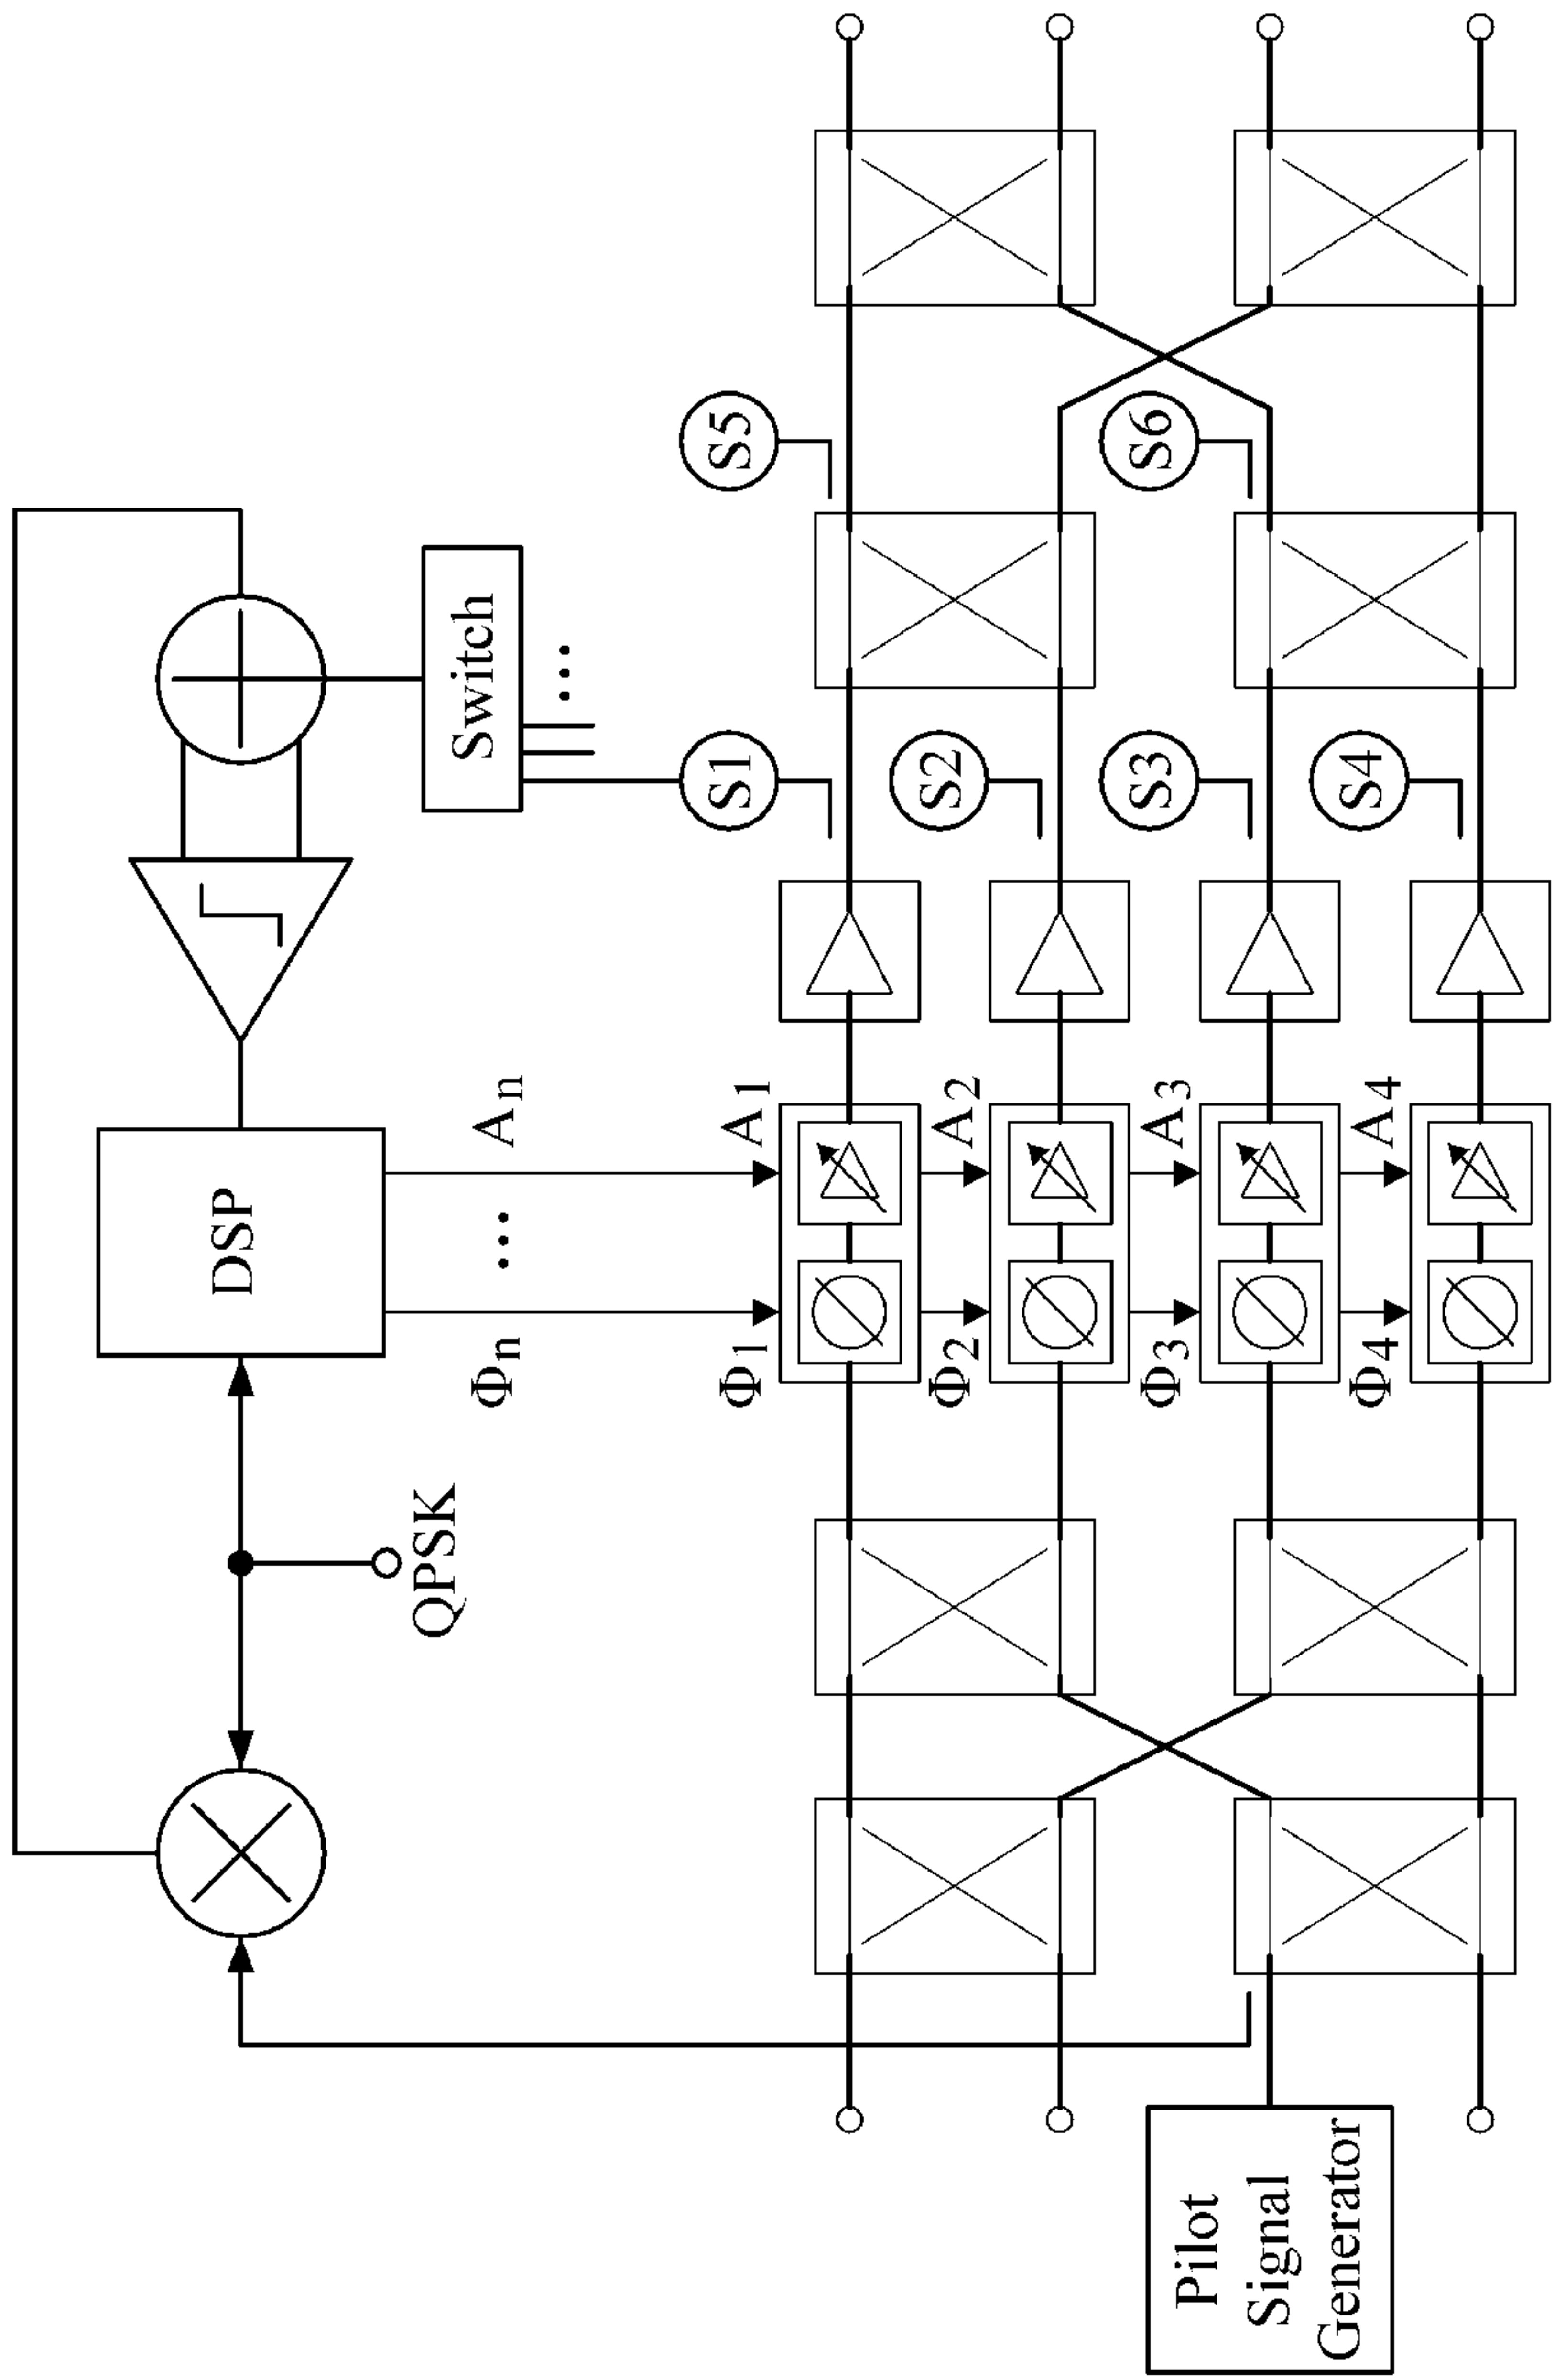 Pilot
Signal
Generator
QPSK
DSP
Switch
Φn
...
An
...
Φ1
A1
S1
S5
Φ2
A2
S2
Φ3
A3
S3
S6
Φ4
A4
S4